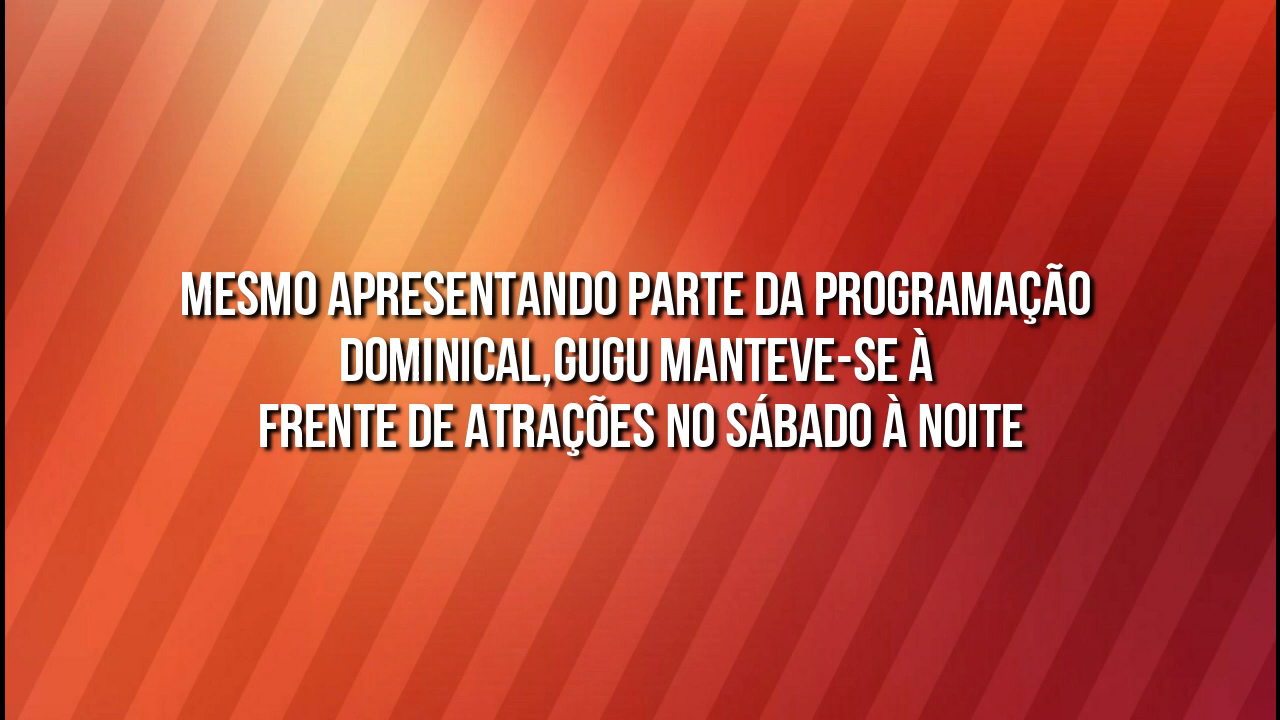 MESMO APRESENTANDO PARTE DA PROGRAMAÇÃO
DOMINICAL,GUGU MANTEVE-SE À
FRENTE DE ATRAÇÕES NO SÁBADO À NOITE